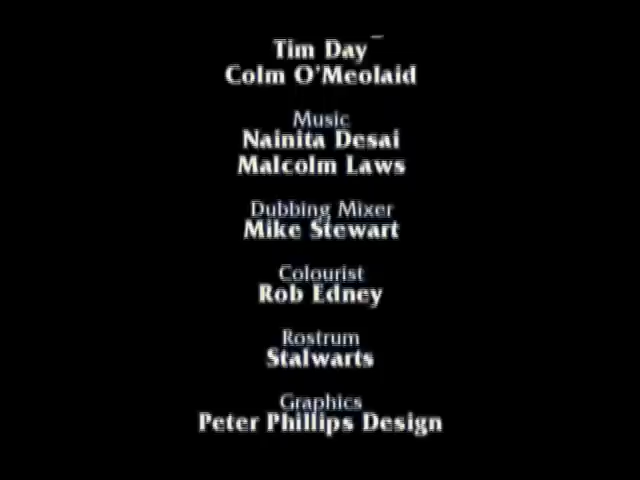 Tim Day
Colm O'Meolaid
Music
Nainita Desai
Malcolm Laws
Dubbing Mixer
Mike Stewart
Colourist
Rob Edney
Rostrum
Stalwarts
Graphics
Peter Phillips Design